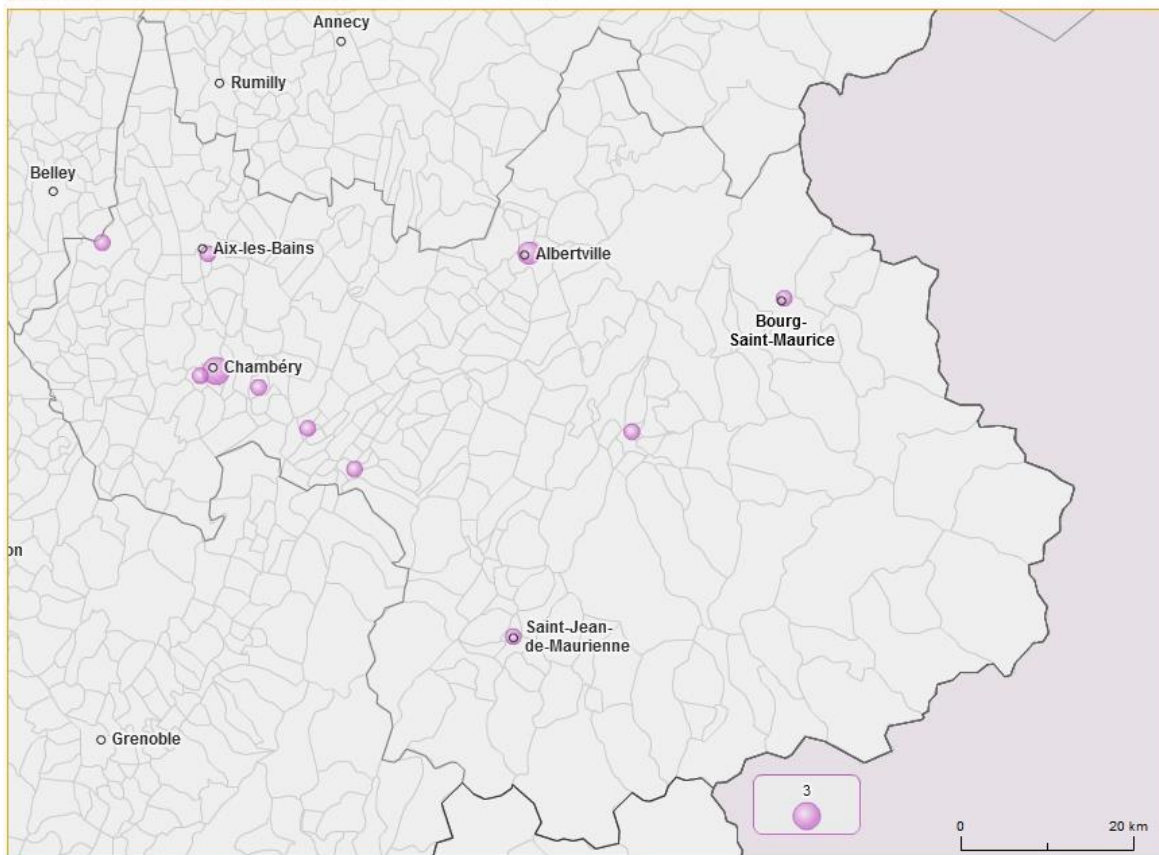 Annecy
Rumilly
Belley
Aix-les-Bains
Albertville
Bourg-
Saint-Maurice
Chambéry
on
Saint-Jean-
de-Maurienne
Grenoble
3
0 20 km